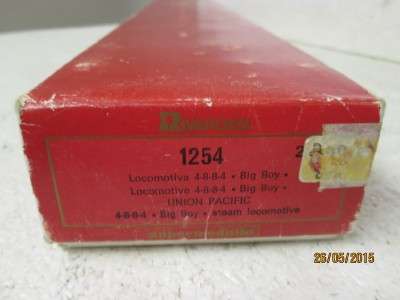 Rivarossi
1254
Locomotiva 4-8-8-4 • Big Boy •
Locomotive 4-8-8-4 • Big Boy •
UNION PACIFIC
4-8-8-4 • Big Boy • steam locomotive
26/05/2015